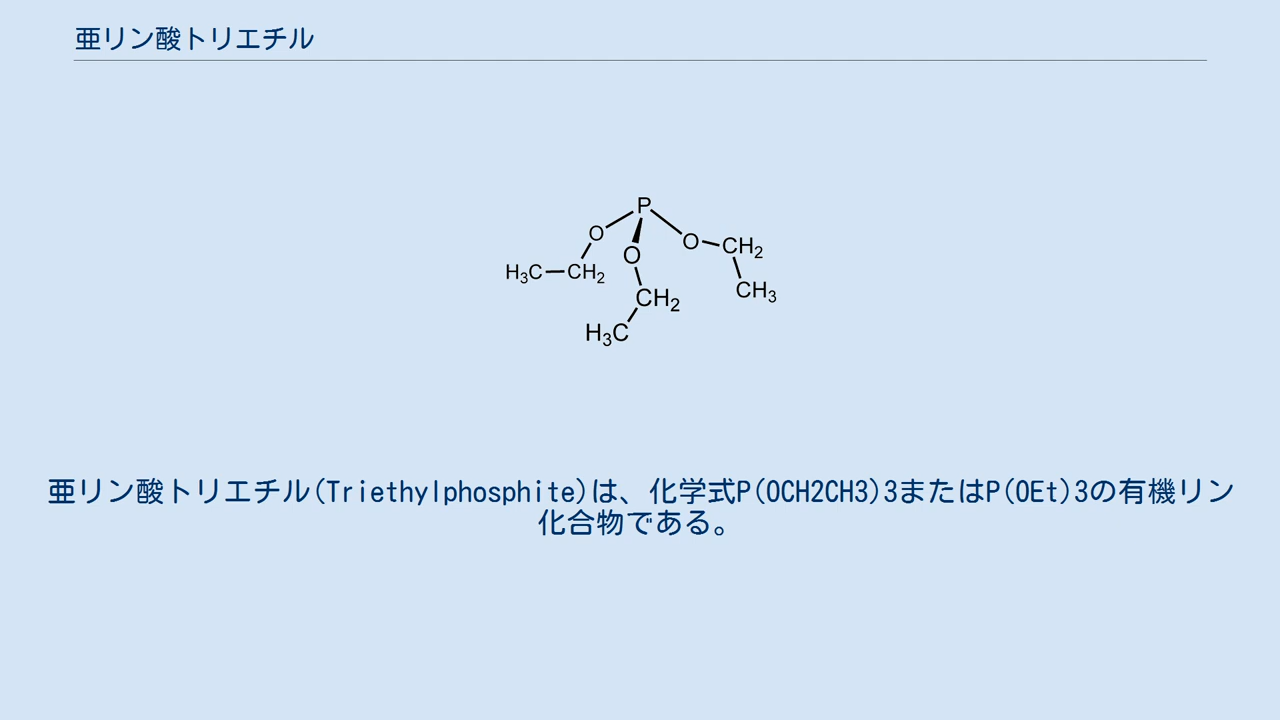 亜リン酸トリエチル
P
O
O
O
CH2
H3C
CH2
CH3
CH2
H3C
亜リン酸トリエチル(Triethylphosphite)は、化学式P(OCH2CH3)3またはP(OEt)3の有機リン
化合物である。